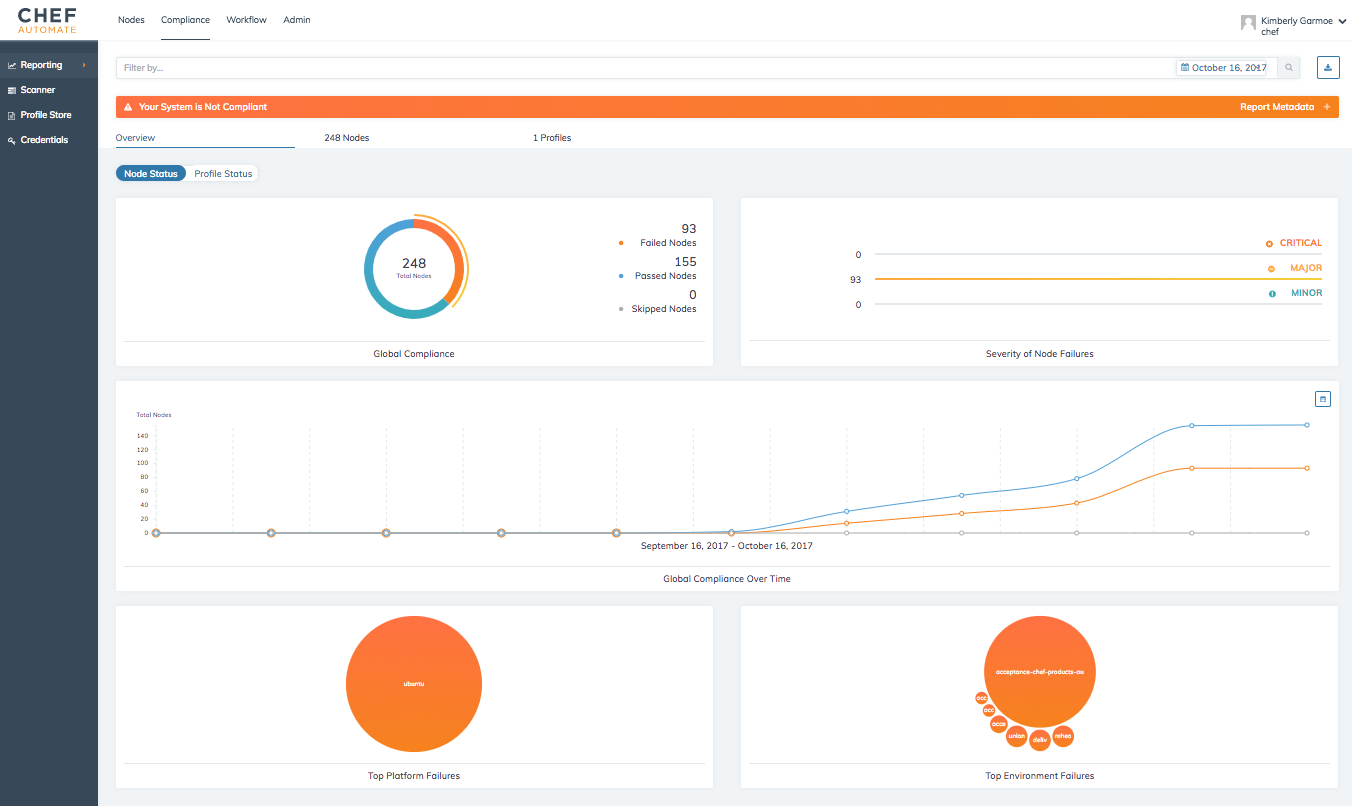 CHEF
AUTOMATE
Nodes
Compliance
Workflow
Admin
Kimberly Garmoe
chef
Reporting
Scanner
Profile Store
Credentials
Filter by...
October 16, 2017
Your System is Not Compliant
Report Metadata +
Overview
248 Nodes
1 Profiles
Node Status
Profile Status
248
Total Nodes
93
Failed Nodes
155
Passed Nodes
0
Skipped Nodes
Global Compliance
CRITICAL
0
MAJOR
93
MINOR
0
Severity of Node Failures
Total Nodes
140
120
100
80
60
40
20
0
September 16, 2017 - October 16, 2017
Global Compliance Over Time
ubuntu
Top Platform Failures
acceptance-chef-products-au
acc
acce
union
deliv
rehea
Top Environment Failures